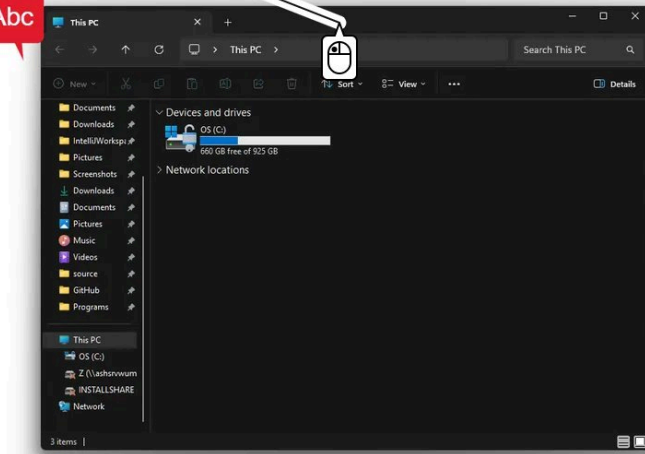 Abc
This PC
This PC
Search This PC
New
Sort
View
Details
Documents
Downloads
IntelliJWorkspa
Pictures
Screenshots
Downloads
Documents
Pictures
Music
Videos
source
GitHub
Programs
This PC
OS (C:)
Z (\\ashsrvwum
INSTALLSHARE
Network
Devices and drives
OS (C:)
660 GB free of 925 GB
Network locations
3 items